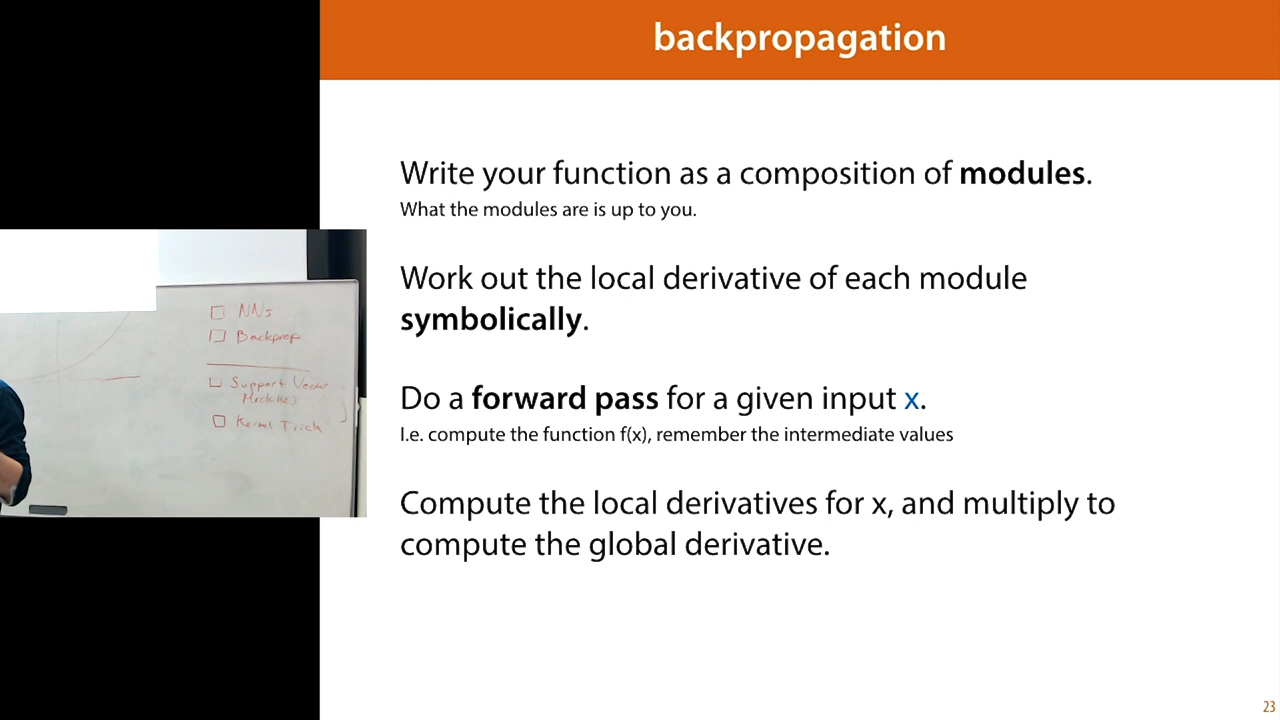 backpropagation
Write your function as a composition of modules.
What the modules are is up to you.
Work out the local derivative of each module
symbolically.
Do a forward pass for a given input x.
I.e. compute the function f(x), remember the intermediate values
Compute the local derivatives for x, and multiply to
compute the global derivative.
23
NNs
Backprop
Support Vector
Machines
Kernel Trick